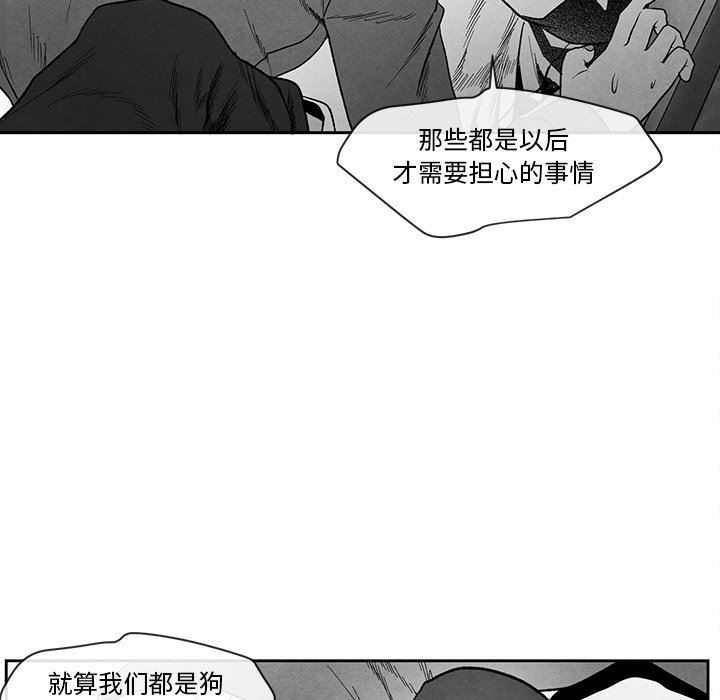 那些都是以后
才需要担心的事情
就算我们都是狗